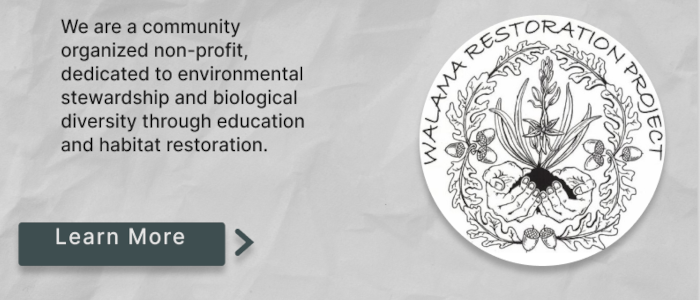 We are a community
organized non-profit,
dedicated to environmental
stewardship and biological
diversity through education
and habitat restoration.
Learn More
WALAMA RESTORATION PROJECT